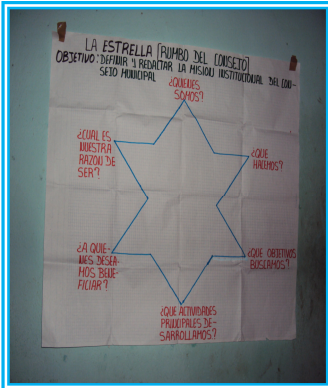 LA ESTRELLA (RUMBO DEL CONSEJO)
OBJETIVO: DEFINIR Y REDACTAR LA MISION INSTITUCIONAL DEL CON-
SEJO MUNICIPAL
¿QUIENES
SOMOS?
¿CUAL ES
NUESTRA
RAZON DE
SER?
¿QUE
HACEMOS?
¿A QUIE-
NES DESEA-
MOS BENE-
FICIAR?
¿QUE OBJETIVOS
BUSCAMOS?
¿QUE ACTIVIDADES
PRINCIPALES DE-
SARROLLAMOS?